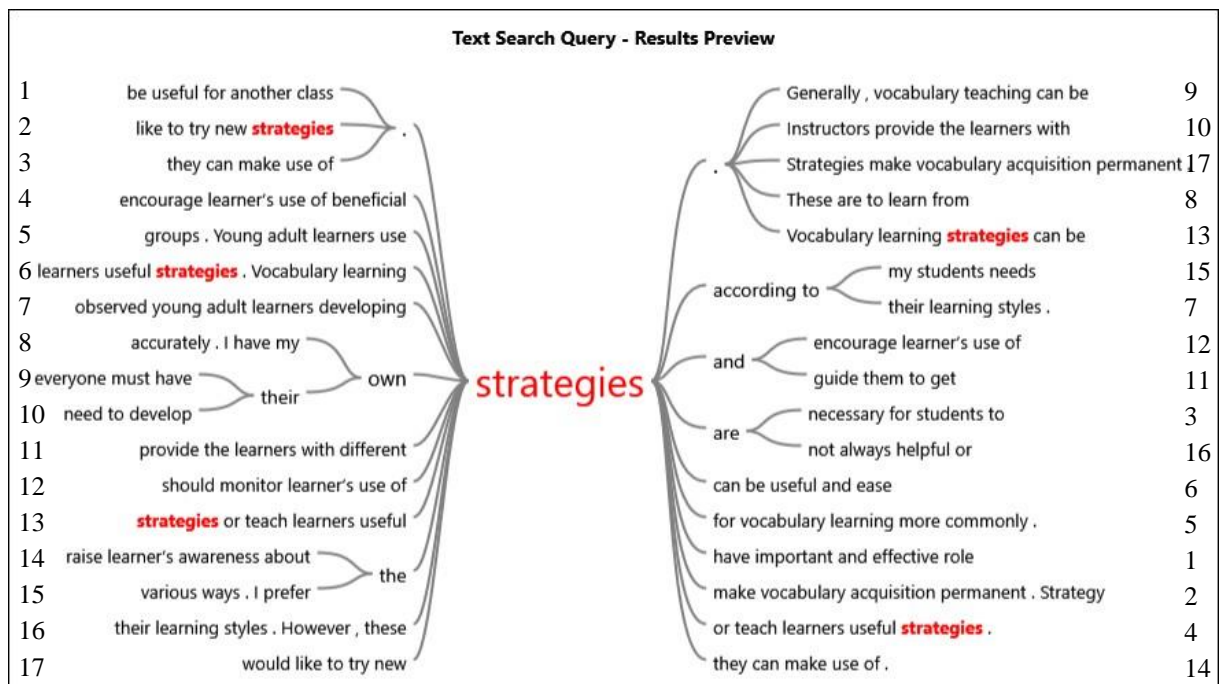 Text Search Query - Results Preview
1 be useful for another class
2 like to try new strategies .
3 they can make use of
4 encourage learner’s use of beneficial
5 groups . Young adult learners use
6 learners useful strategies . Vocabulary learning
7 observed young adult learners developing
8 accurately . I have my
own
9 everyone must have
their
10 need to develop
11 provide the learners with different
12 should monitor learner’s use of
13 strategies or teach learners useful
14 raise learner’s awareness about
the
15 various ways . I prefer
16 their learning styles . However , these
17 would like to try new
strategies
Generally , vocabulary teaching can be 9
Instructors provide the learners with 10
. Strategies make vocabulary acquisition permanent . 17
These are to learn from 8
Vocabulary learning strategies can be 13
according to
my students needs 15
their learning styles . 7
and
encourage learner’s use of 12
guide them to get 11
are
necessary for students to 3
not always helpful or 16
can be useful and ease 6
for vocabulary learning more commonly . 5
have important and effective role 1
make vocabulary acquisition permanent . Strategy 2
or teach learners useful strategies . 4
they can make use of . 14